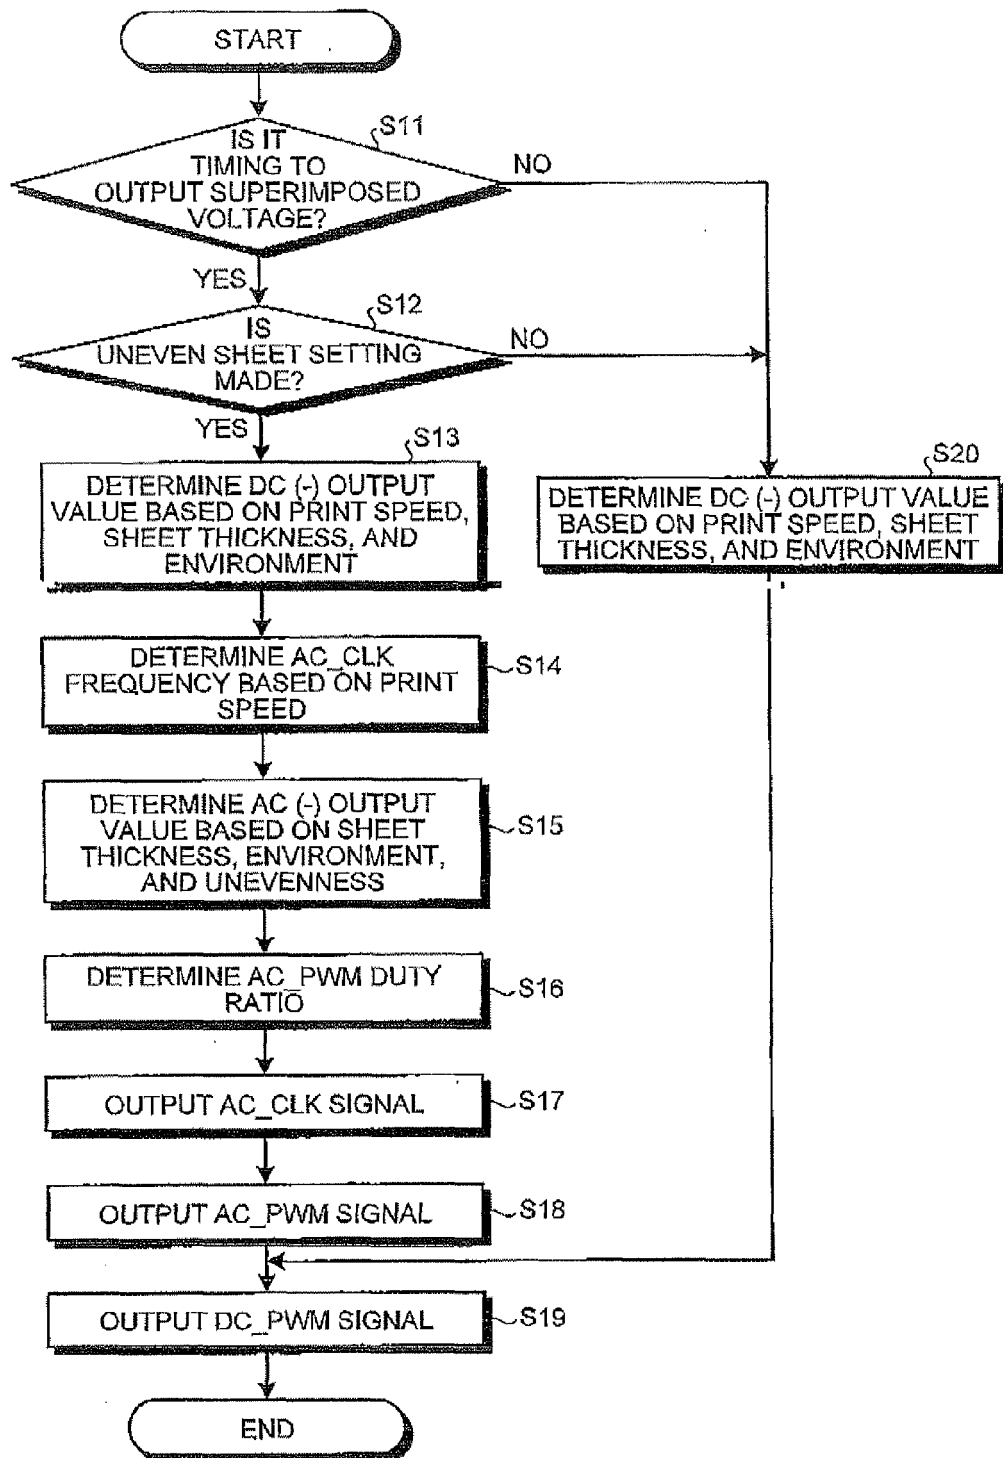 START
S11
IS IT
TIMING TO
OUTPUT SUPERIMPOSED
VOLTAGE?
NO
YES
S12
IS
UNEVEN SHEET SETTING
MADE?
NO
YES
S13
DETERMINE DC (-) OUTPUT
VALUE BASED ON PRINT SPEED,
SHEET THICKNESS, AND
ENVIRONMENT
S20
DETERMINE DC (-) OUTPUT VALUE
BASED ON PRINT SPEED, SHEET
THICKNESS, AND ENVIRONMENT
DETERMINE AC_CLK
FREQUENCY BASED ON PRINT
SPEED
S14
DETERMINE AC (-) OUTPUT
VALUE BASED ON SHEET
THICKNESS, ENVIRONMENT,
AND UNEVENNESS
S15
DETERMINE AC_PWM DUTY
RATIO
S16
OUTPUT AC_CLK SIGNAL
S17
OUTPUT AC_PWM SIGNAL
S18
OUTPUT DC_PWM SIGNAL
S19
END